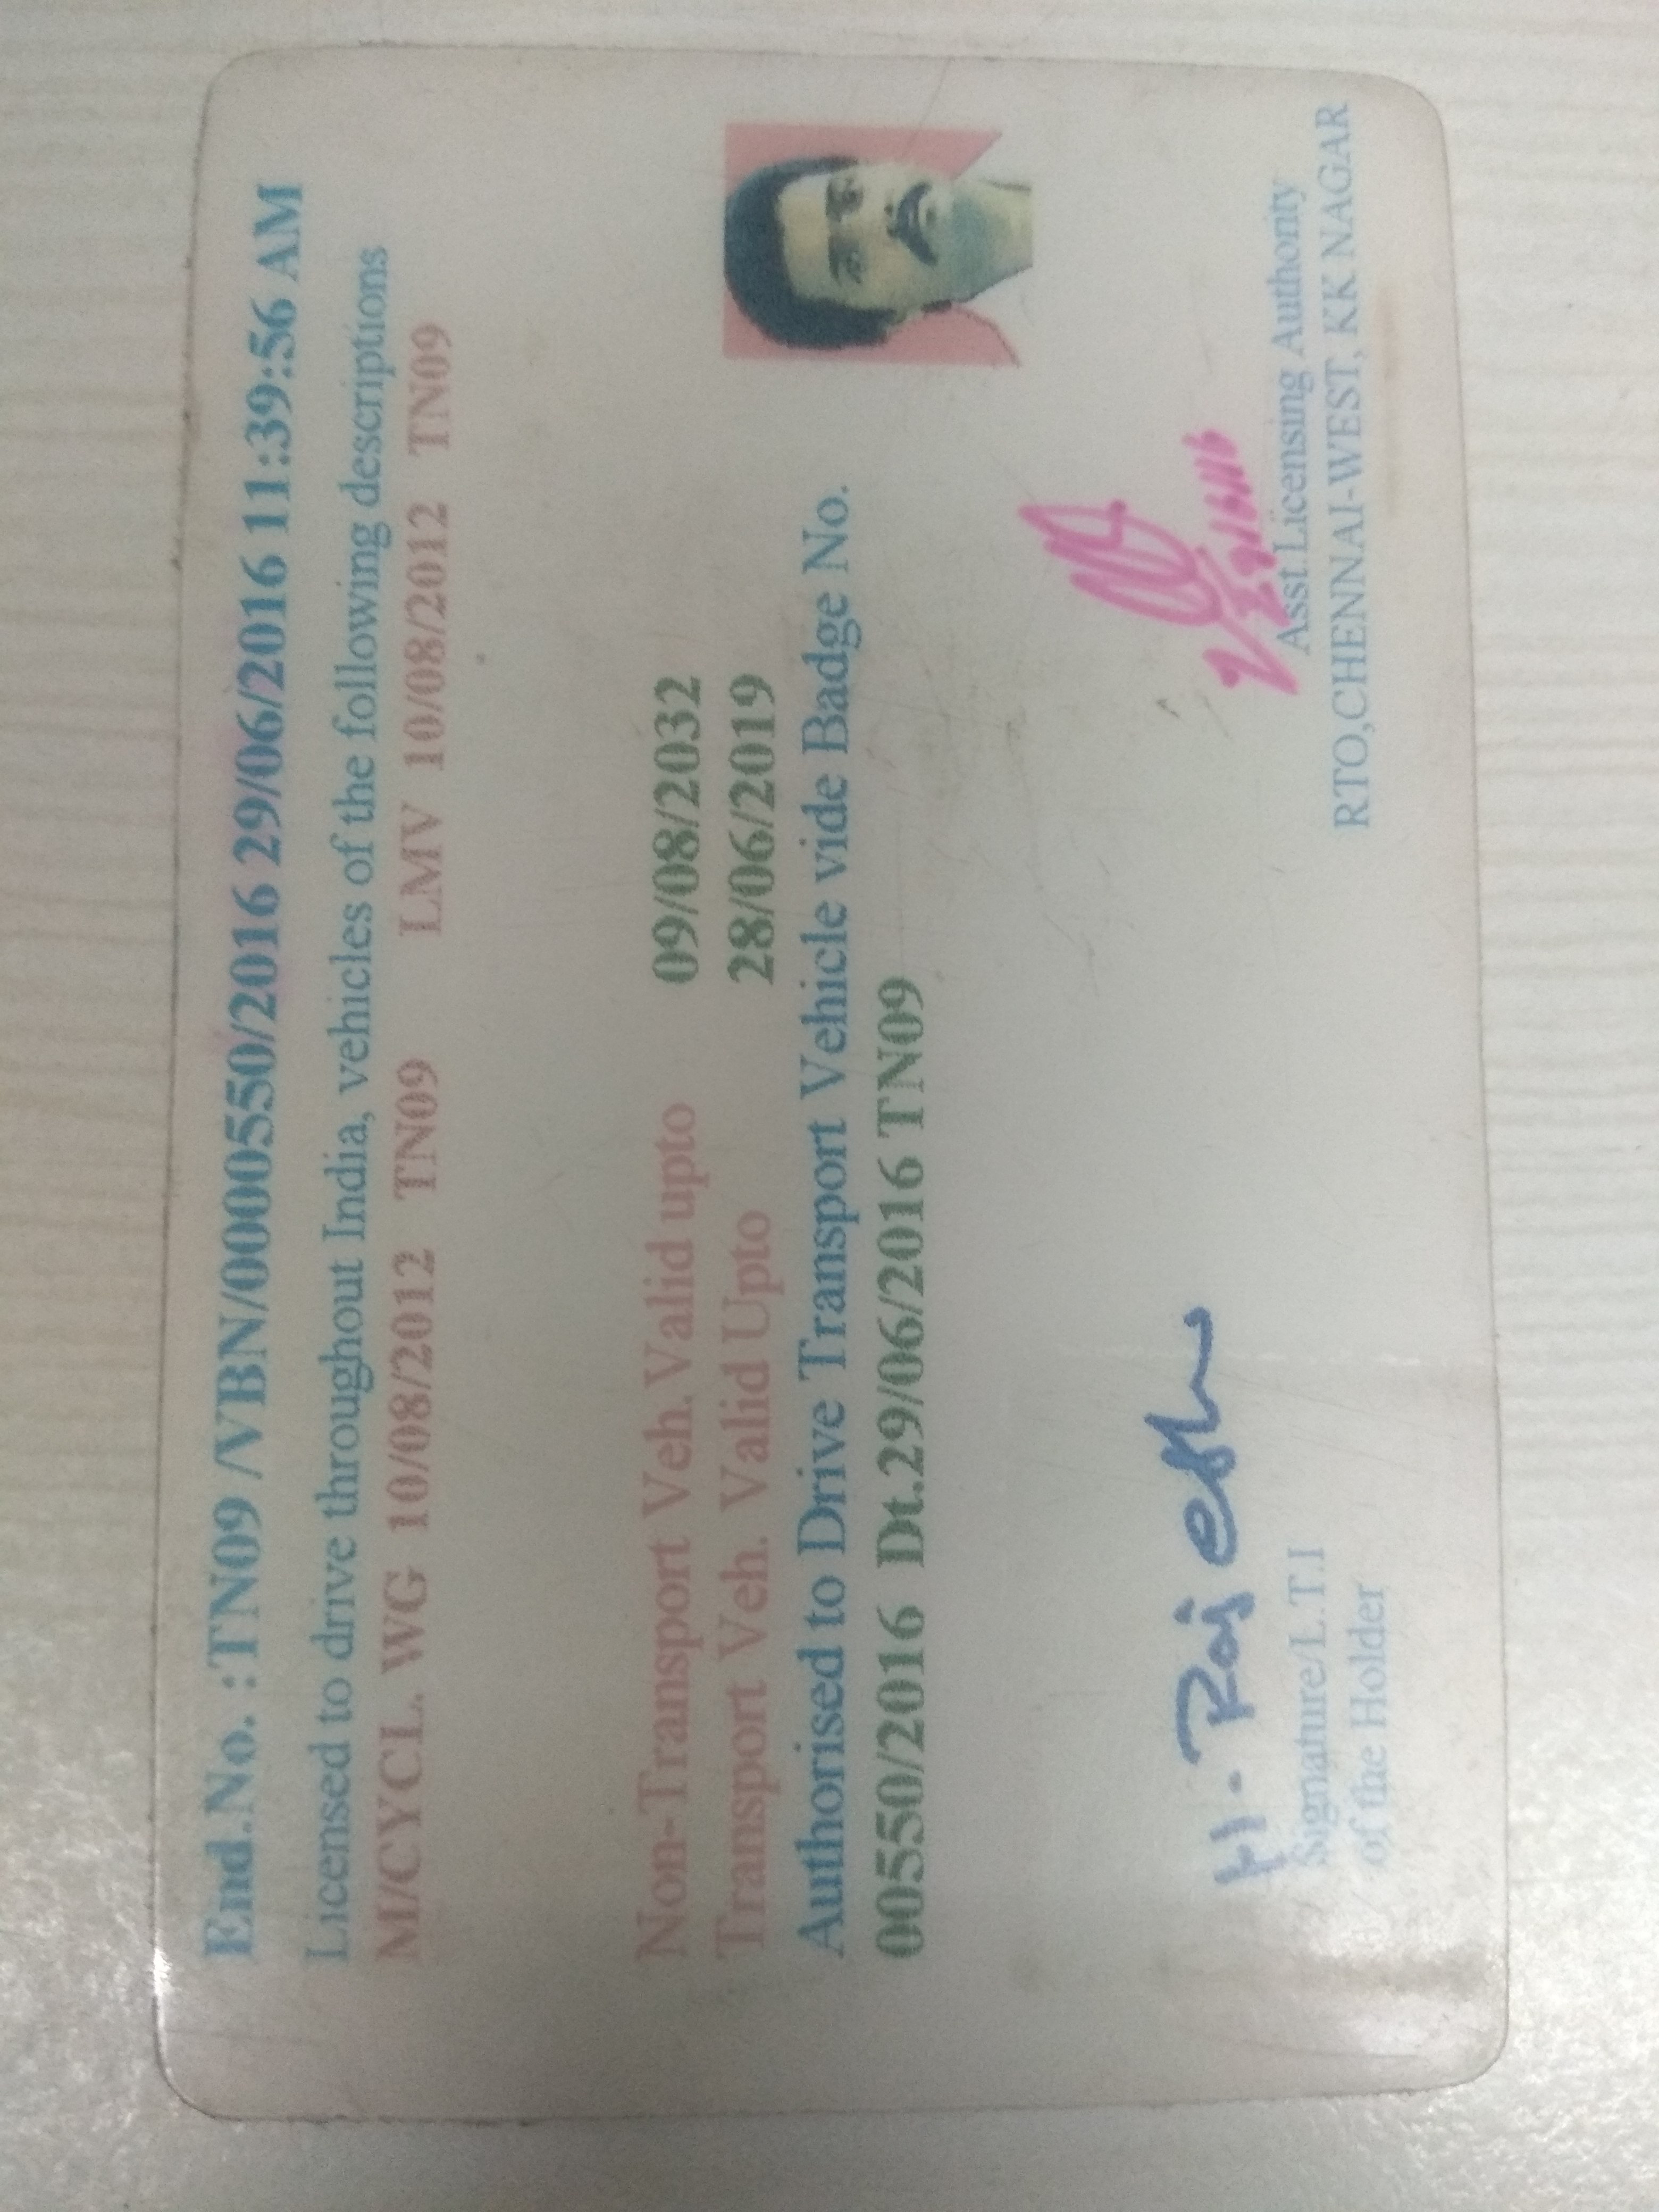 End.No. :TN09 /VBN/0000550/2016 29/06/2016 11:39:56 AM
Licensed to drive throughout India, vehicles of the following descriptions
M/CYCL. WG 10/08/2012 TN09 LMV 10/08/2012 TN09
Non-Transport Veh.Valid upto 09/08/2032
Transport Veh. Valid Upto 28/06/2019
Authorised to Drive Transport Vehicle vide Badge No.
00550/2016 Dt.29/06/2016 TN09
H. Rajesh
Signature/L.T.I
of the Holder
Asst.Licensing Authority
RTO,CHENNAI-WEST, KK NAGAR